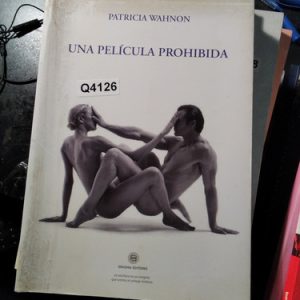 PATRICIA WAHNON
UNA PELÍCULA PROHIBIDA
Q4126